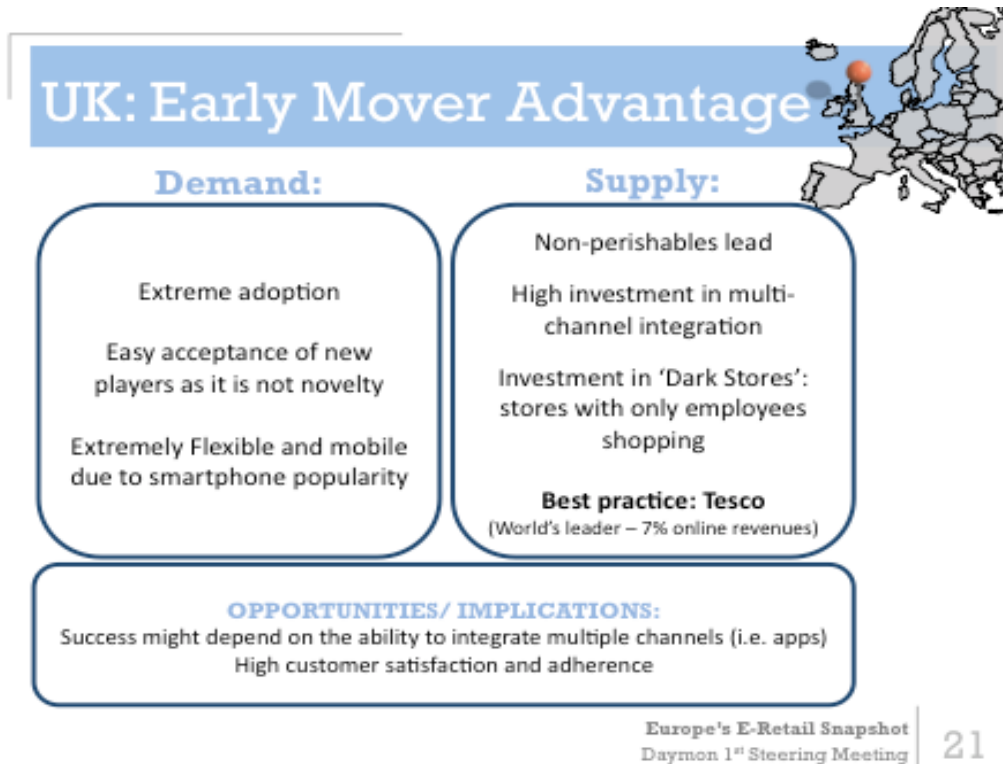 UK: Early Mover Advantage
Demand:
Extreme adoption
Easy acceptance of new
players as it is not novelty
Extremely Flexible and mobile
due to smartphone popularity
Supply:
Non-perishables lead
High investment in multi-
channel integration
Investment in ‘Dark Stores’:
stores with only employees
shopping
Best practice: Tesco
(World’s leader – 7% online revenues)
OPPORTUNITIES/ IMPLICATIONS:
Success might depend on the ability to integrate multiple channels (i.e. apps)
High customer satisfaction and adherence
Europe’s E-Retail Snapshot
Daymon 1st Steering Meeting
21